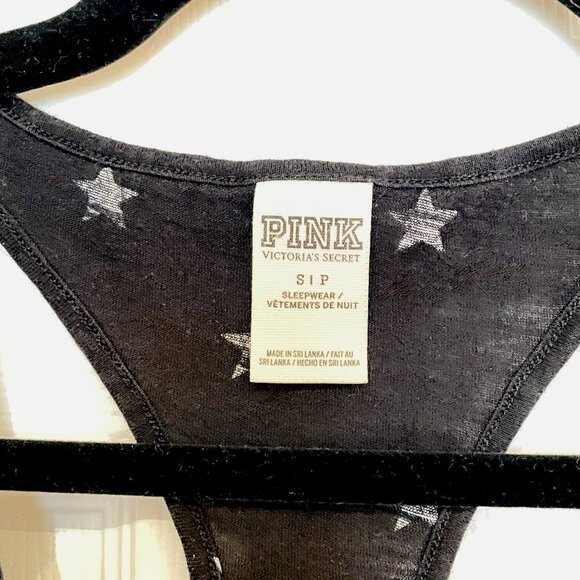 PINK
VICTORIA'S SECRET
S | P
SLEEPWEAR /
VÊTEMENTS DE NUIT
MADE IN SRI LANKA / FAIT AU
SRI LANKA / HECHO EN SRI LANKA